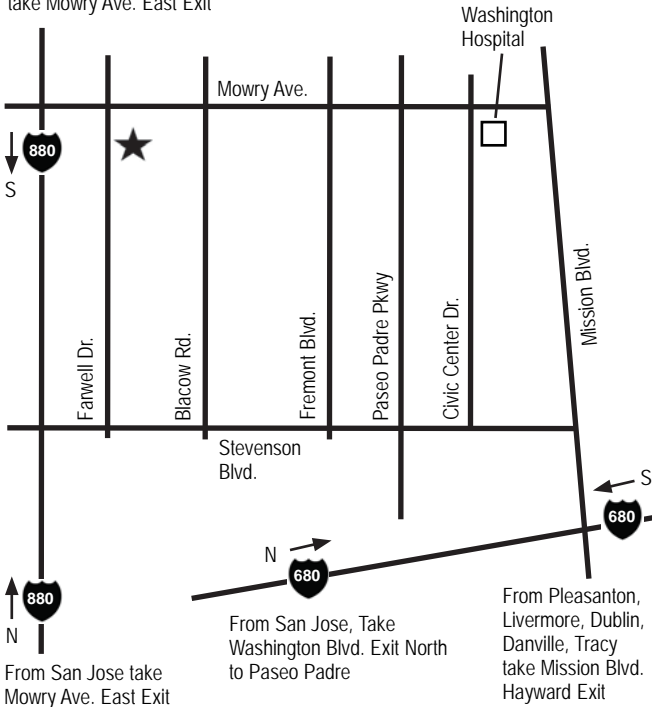 take Mowry Ave. East Exit
Washington
Hospital
Mowry Ave.
880
S
Farwell Dr.
Blacow Rd.
Fremont Blvd.
Paseo Padre Pkwy
Civic Center Dr.
Mission Blvd.
Stevenson
Blvd.
S
680
N
680
880
N
From San Jose take
Mowry Ave. East Exit
From San Jose, Take
Washington Blvd. Exit North
to Paseo Padre
From Pleasanton,
Livermore, Dublin,
Danville, Tracy
take Mission Blvd.
Hayward Exit